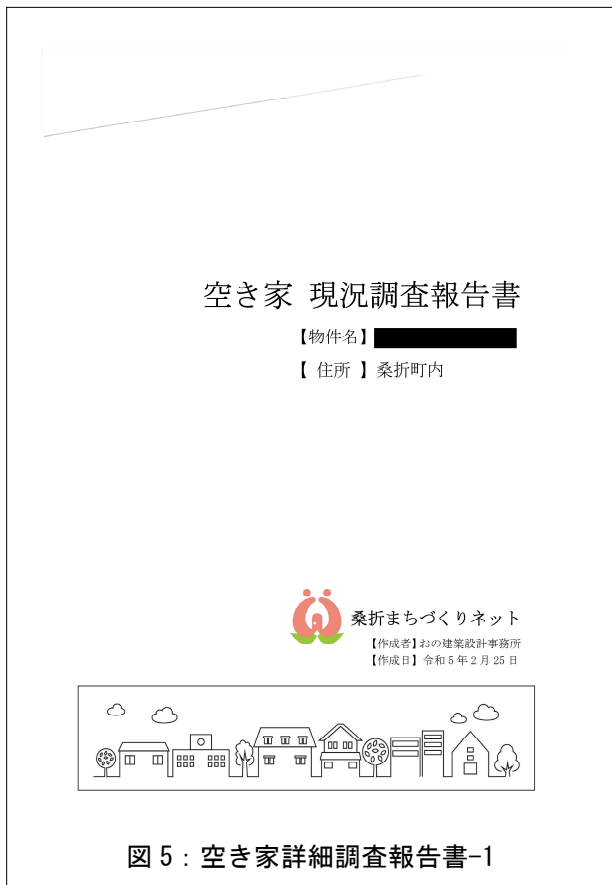 空き家 現況調査報告書
【物件名】
【 住所 】桑折町内
桑折まちづくりネット
【作成者】おの建築設計事務所
【作成日】令和5年2月25日
図5：空き家詳細調査報告書-1